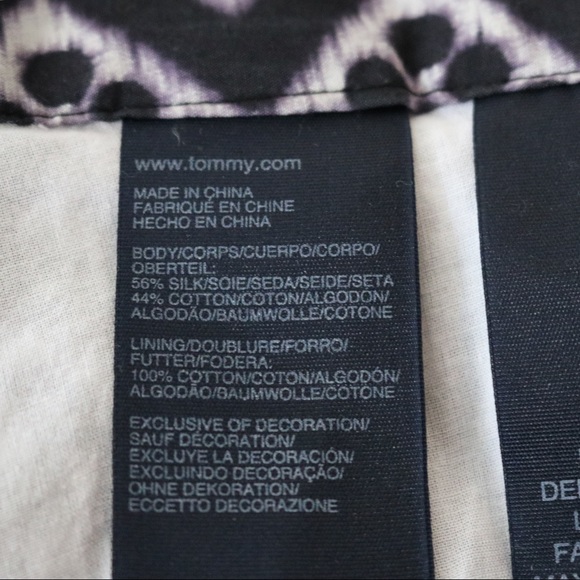 www.tommy.com
MADE IN CHINA
FABRIQUÉ EN CHINE
HECHO EN CHINA
BODY/CORPS/CUERPO/CORPO/
OBERTEIL:
56% SILK/SOIE/SEDA/SEIDE/SETA
44% COTTON/COTON/ALGODÓN/
ALGODÃO/BAUMWOLLE/COTONE
LINING/DOUBLURE/FORRO/
FUTTER/FODERA:
100% COTTON/COTON/ALGODÓN/
ALGODÃO/BAUMWOLLE/COTONE
EXCLUSIVE OF DECORATION/
SAUF DÉCORATION/
EXCLUYE LA DECORACIÓN/
EXCLUINDO DECORAÇÃO/
OHNE DEKORATION/
ECCETTO DECORAZIONE
DE
FA